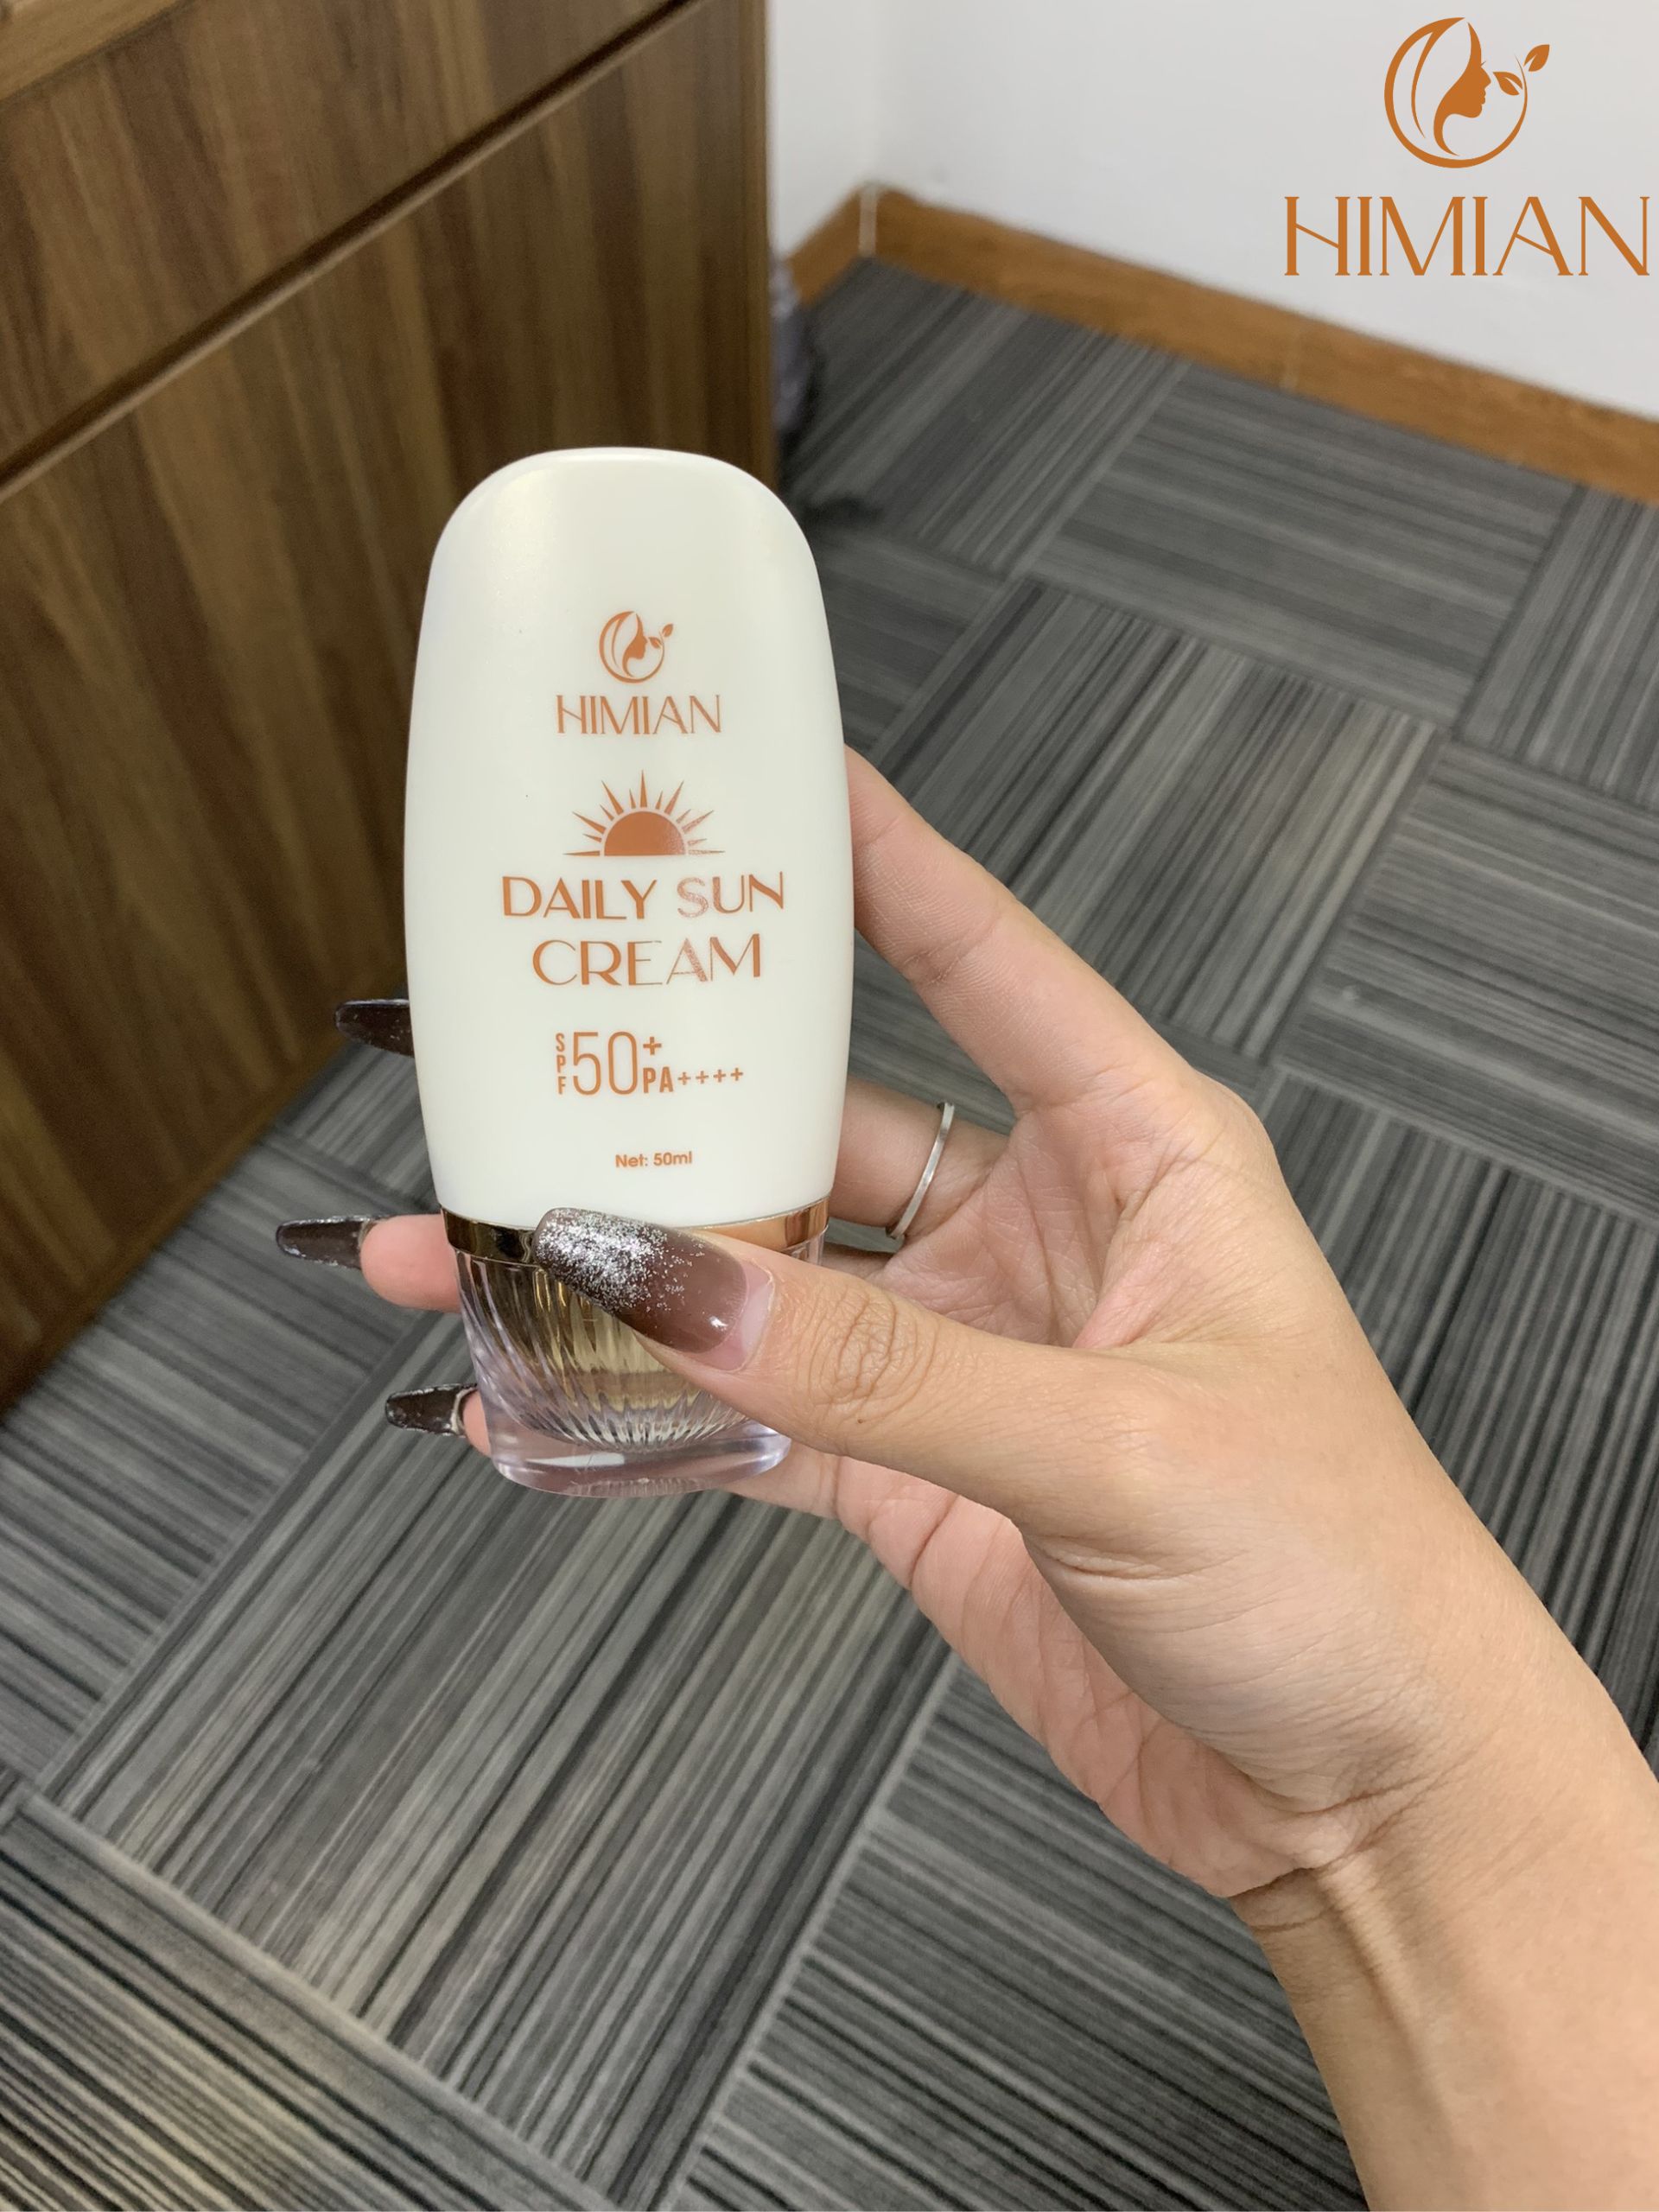 HIMIAN
HIMIAN
DAILY SUN
CREAM
SPF 50+
PA++++
Net: 50ml